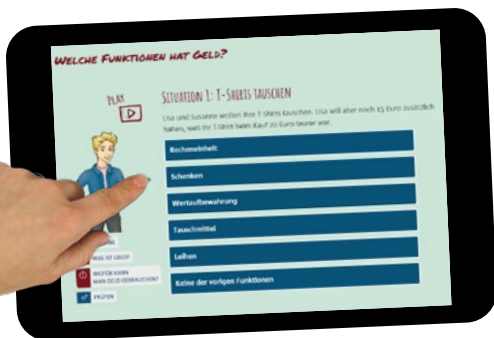 WELCHE FUNKTIONEN HAT GELD?
PLAY
SITUATION 1: T-SHIRTS TAUSCHEN
Lisa und Susanne wollen ihre T-Shirts tauschen. Lisa will aber noch 15 Euro zusätzlich
haben, weil ihr T-Shirt beim Kauf 20 Euro teurer war.
Recheneinheit
Schenken
Wertaufbewahrung
Tauschmittel
Leihen
Keine der vorigen Funktionen
WAS IST GELD?
WOFÜR KANN
MAN GELD GEBRAUCHEN?
PRÜFEN